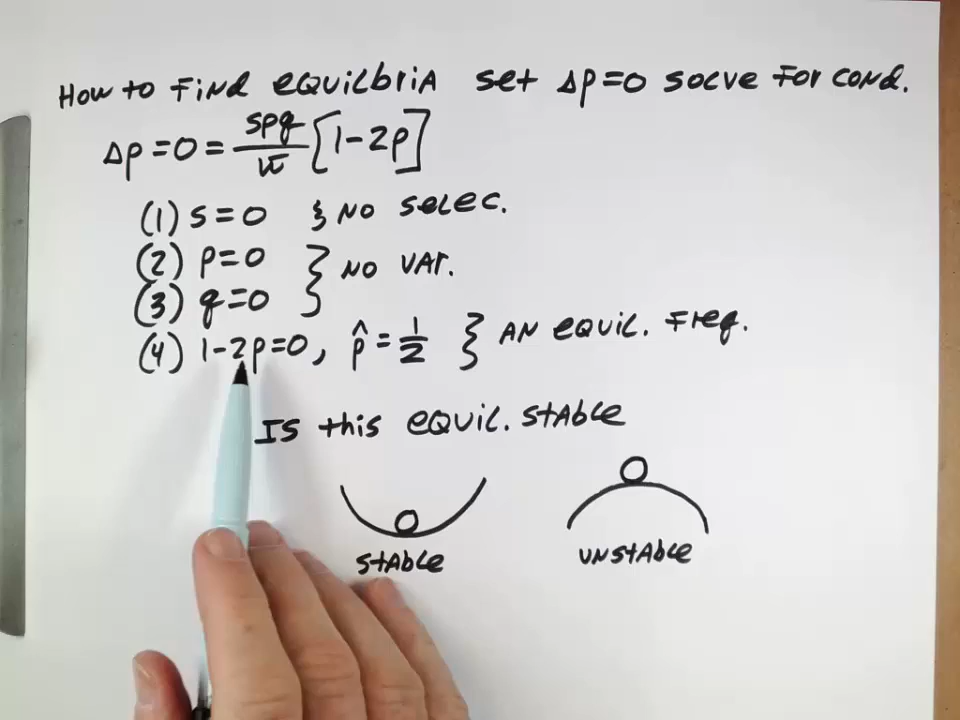 How to Find equilbria set Δp=0 solve for cond.
Δp=0= spq/w̄ [1-2p]
(1) s=0 } no selec.
(2) p=0 } no var.
(3) q=0
(4) 1-2p=0, p̂=1/2 } an equil. freq.
Is this equil. stable
stable unstable